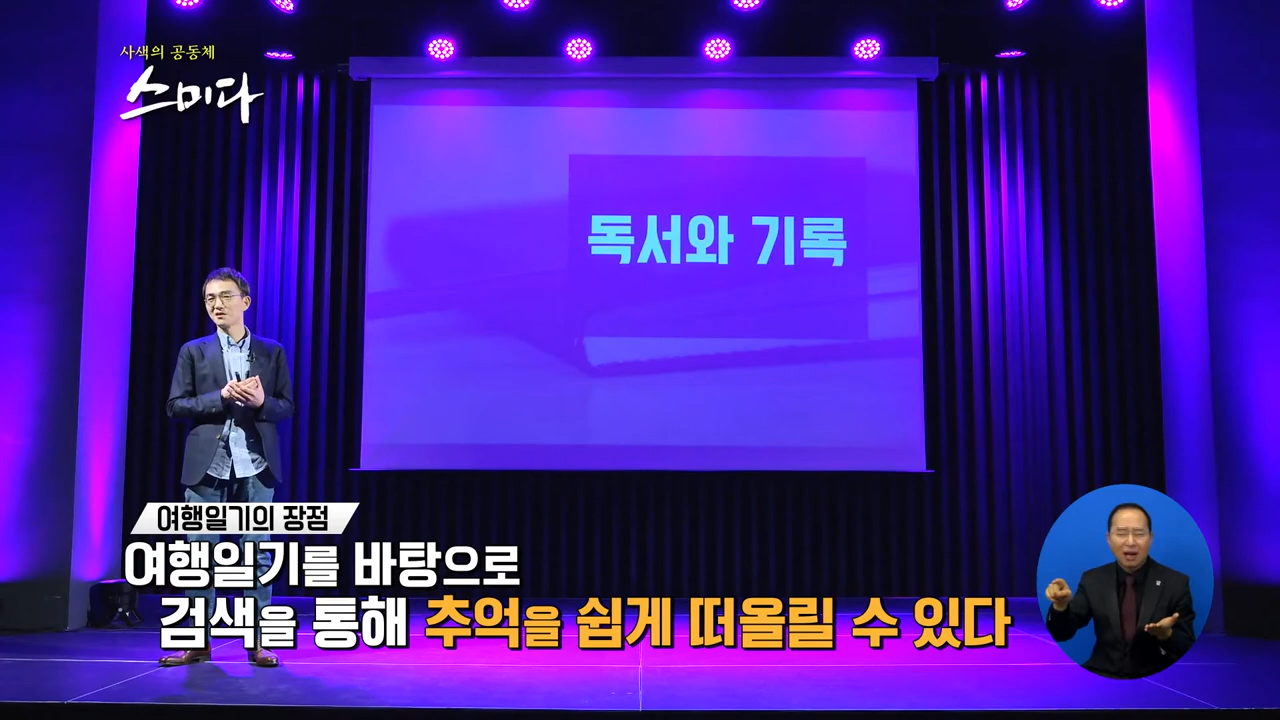 사색의 공동체
스미다
독서와 기록
여행일기의 장점
여행일기를 바탕으로
검색을 통해 추억을 쉽게 떠올릴 수 있다